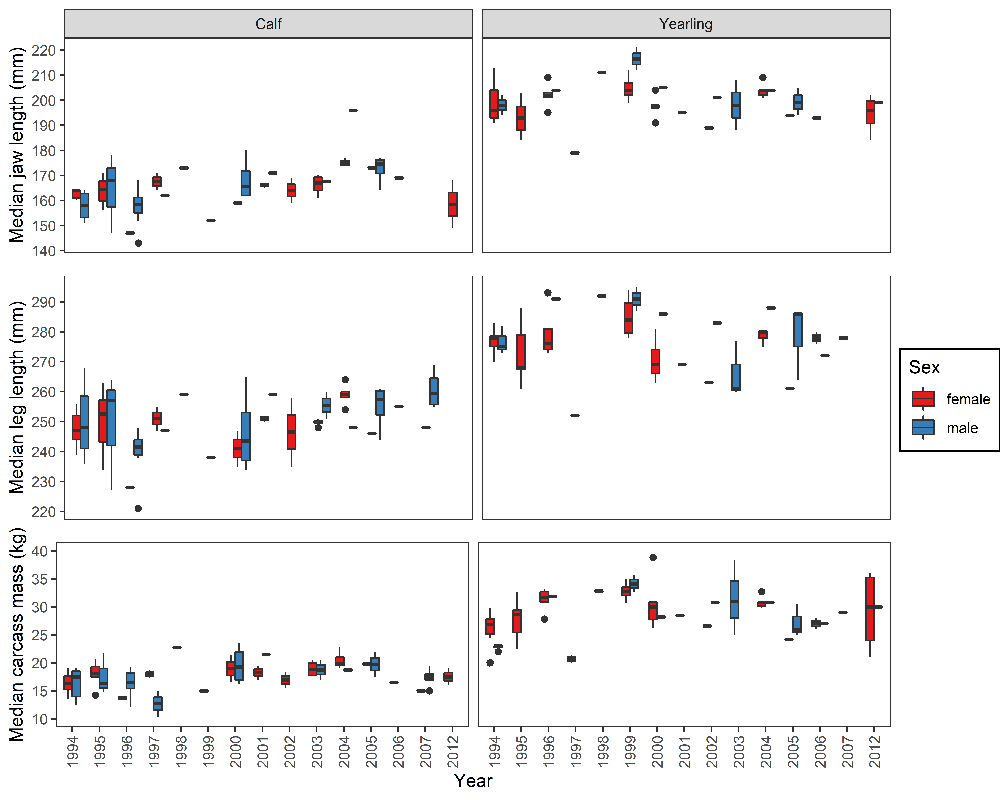 Calf
Yearling
Median jaw length (mm)
220
210
200
190
180
170
160
150
140
Median leg length (mm)
290
280
270
260
250
240
230
220
Sex
female
male
Median carcass mass (kg)
40
35
30
25
20
15
10
1994 1995 1996 1997 1998 1999 2000 2001 2002 2003 2004 2005 2006 2007 2012
1994 1995 1996 1997 1998 1999 2000 2001 2002 2003 2004 2005 2006 2007 2012
Year